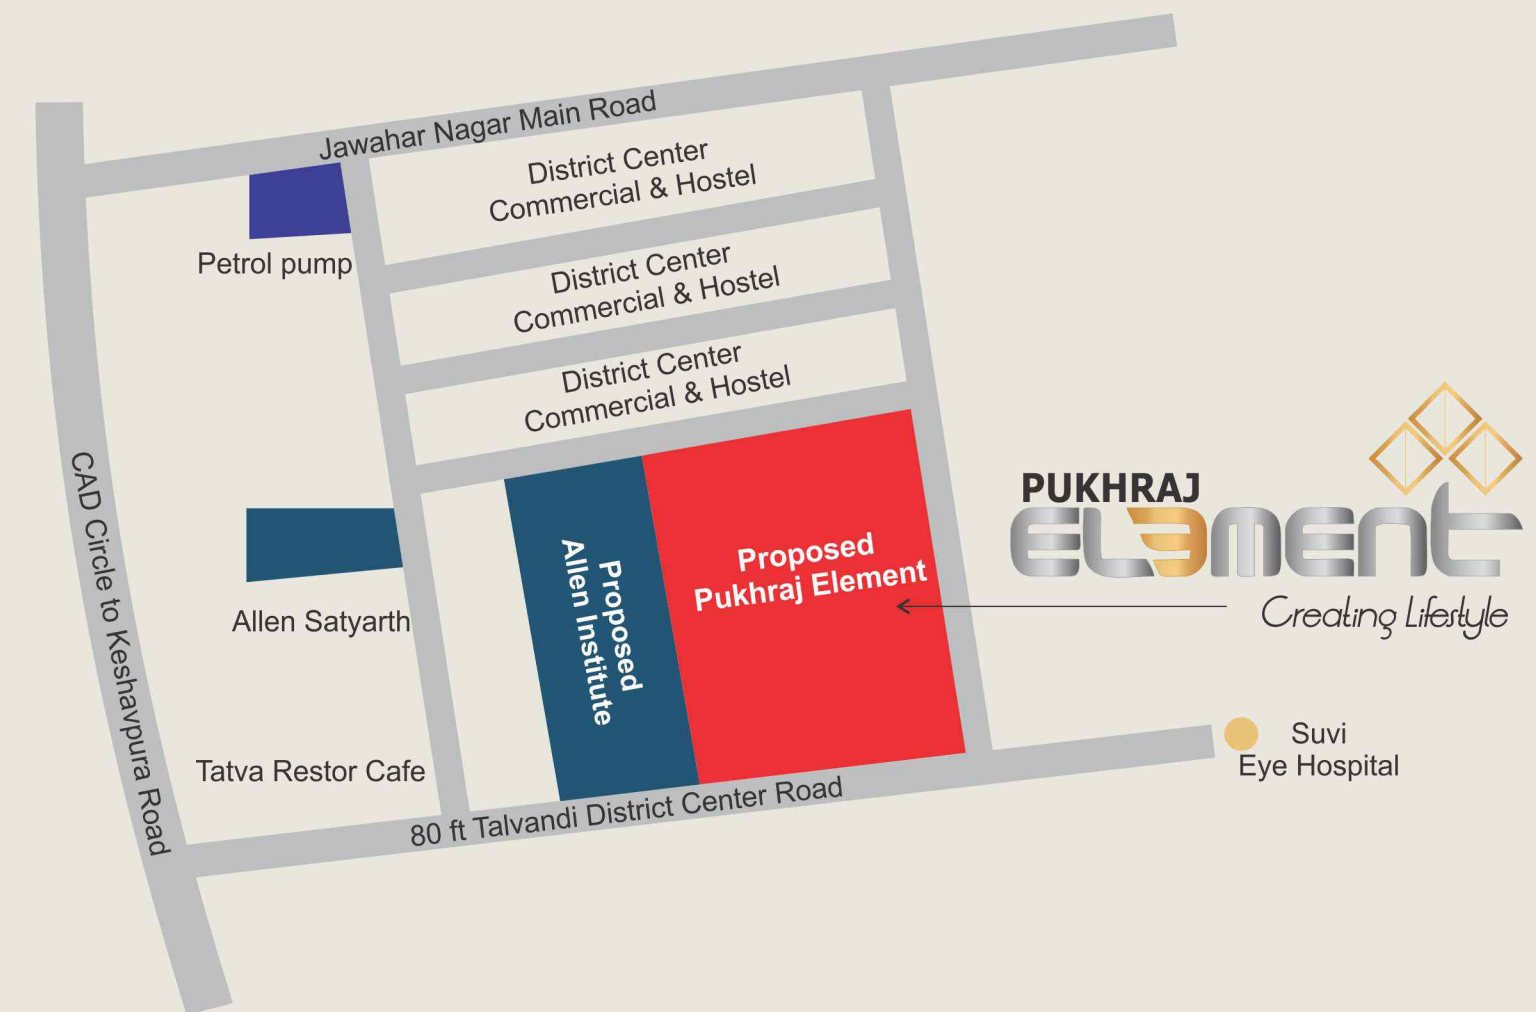 Jawahar Nagar Main Road
District Center
Commercial & Hostel
Petrol pump
District Center
Commercial & Hostel
District Center
Commercial & Hostel
CAD Circle to Keshavpura Road
Allen Satyarth
Proposed
Allen Institute
Proposed
Pukhraj Element
PUKHRAJ
ELEMENT
Creating Lifestyle
Tatva Restor Cafe
80 ft Talvandi District Center Road
Suvi
Eye Hospital